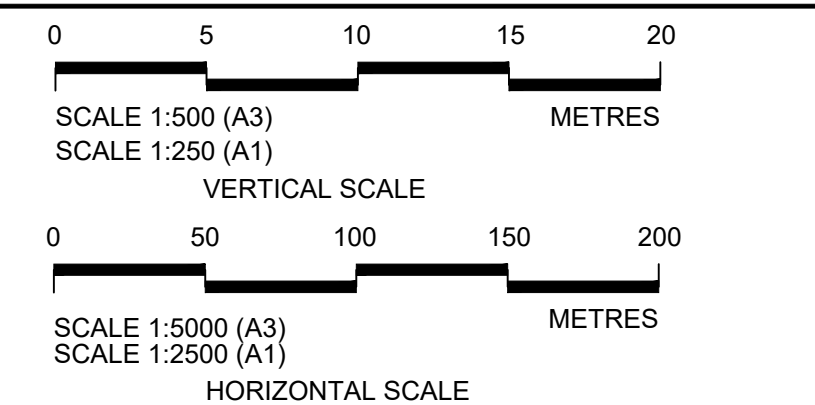 0 5 10 15 20
SCALE 1:500 (A3) METRES
SCALE 1:250 (A1)
VERTICAL SCALE
0 50 100 150 200
SCALE 1:5000 (A3) METRES
SCALE 1:2500 (A1)
HORIZONTAL SCALE